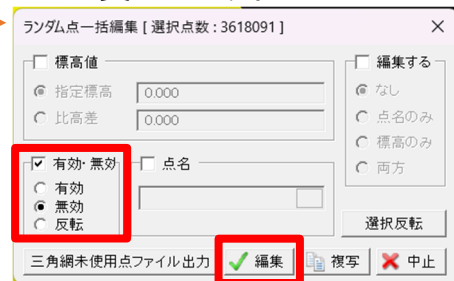 ランダム点一括編集 [ 選択点数 : 3618091 ]
標高値
指定標高 0.000
比高差 0.000
編集する
なし
点名のみ
標高のみ
両方
有効・無効
有効
無効
反転
点名
選択反転
三角網未使用点ファイル出力 編集 複写 中止